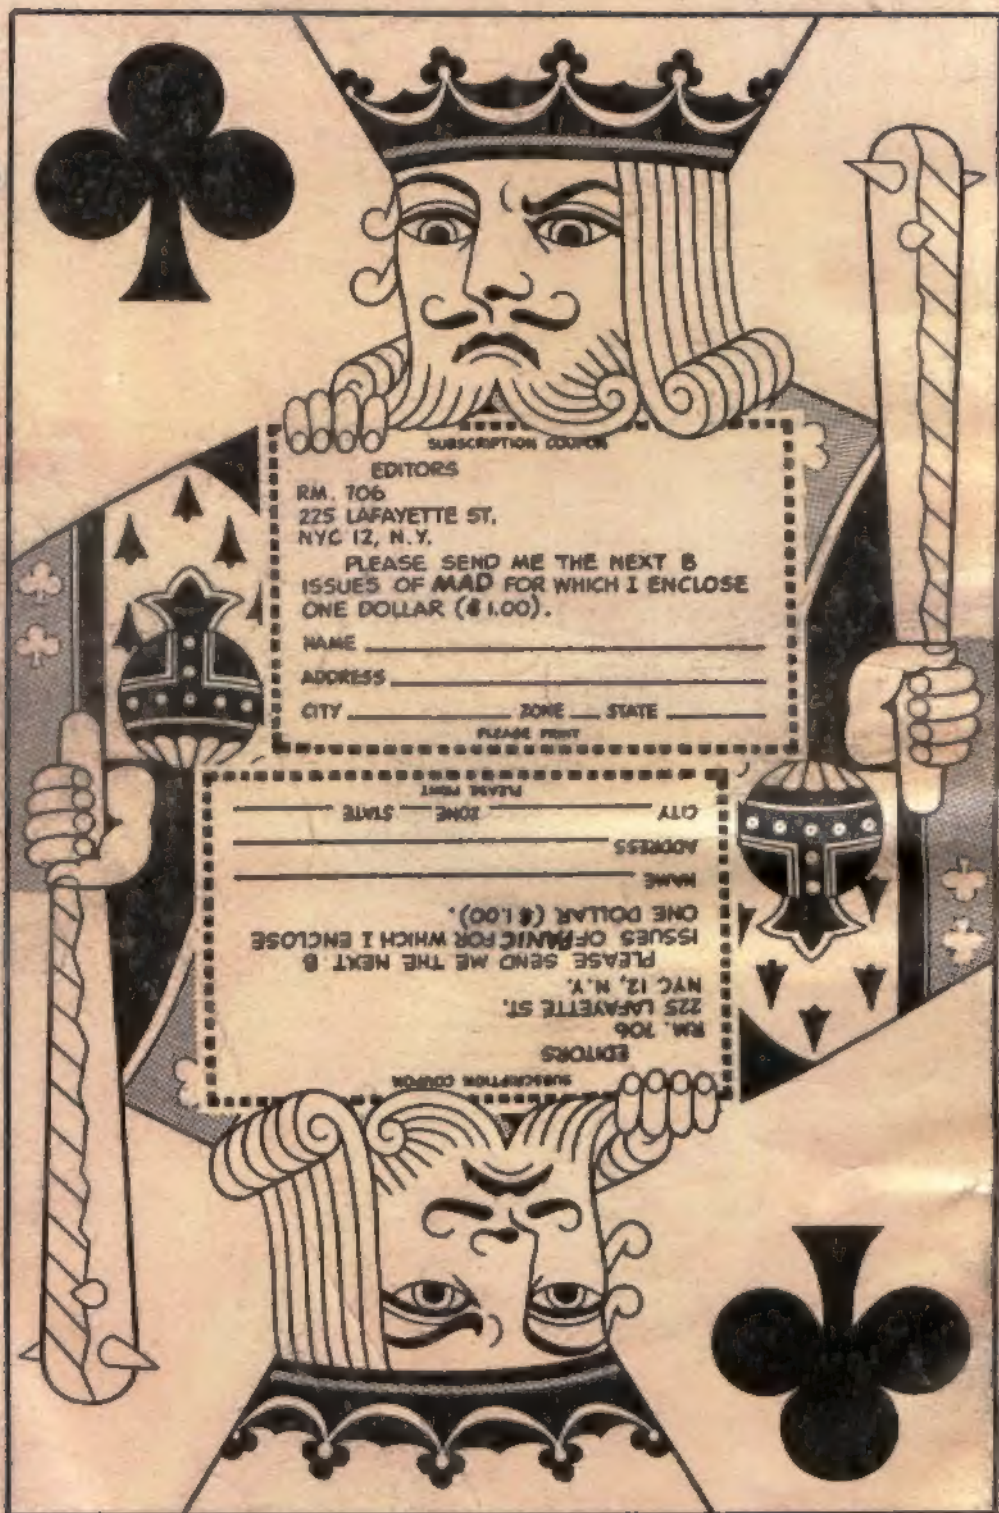 SUBSCRIPTION COUPON
EDITORS
RM. 706
225 LAFAYETTE ST.
NYC 12, N.Y.
PLEASE SEND ME THE NEXT 8
ISSUES OF MAD FOR WHICH I ENCLOSE
ONE DOLLAR ($1.00).
NAME
ADDRESS
CITY ZONE STATE
PLEASE PRINT
SUBSCRIPTION COUPON
EDITORS
RM. 706
225 LAFAYETTE ST.
NYC 12, N.Y.
PLEASE SEND ME THE NEXT 8
ISSUES OF PANIC FOR WHICH I ENCLOSE
ONE DOLLAR ($1.00).
NAME
ADDRESS
CITY ZONE STATE
PLEASE PRINT